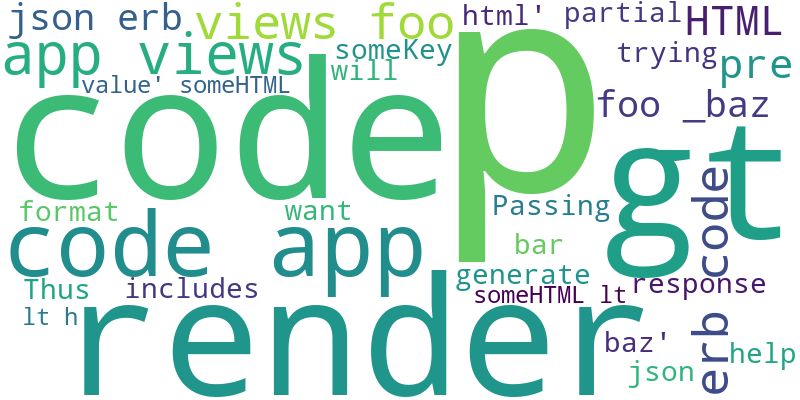 json erb
views foo
html'
partial
HTML
app views
someKey
trying
pre
will
value' someHTML
code
p
foo _baz
gt
format
want
Passing
code
code app
bar
generate
Thus
includes
someHTML lt
response
lt h
render
baz'
erb
help
json